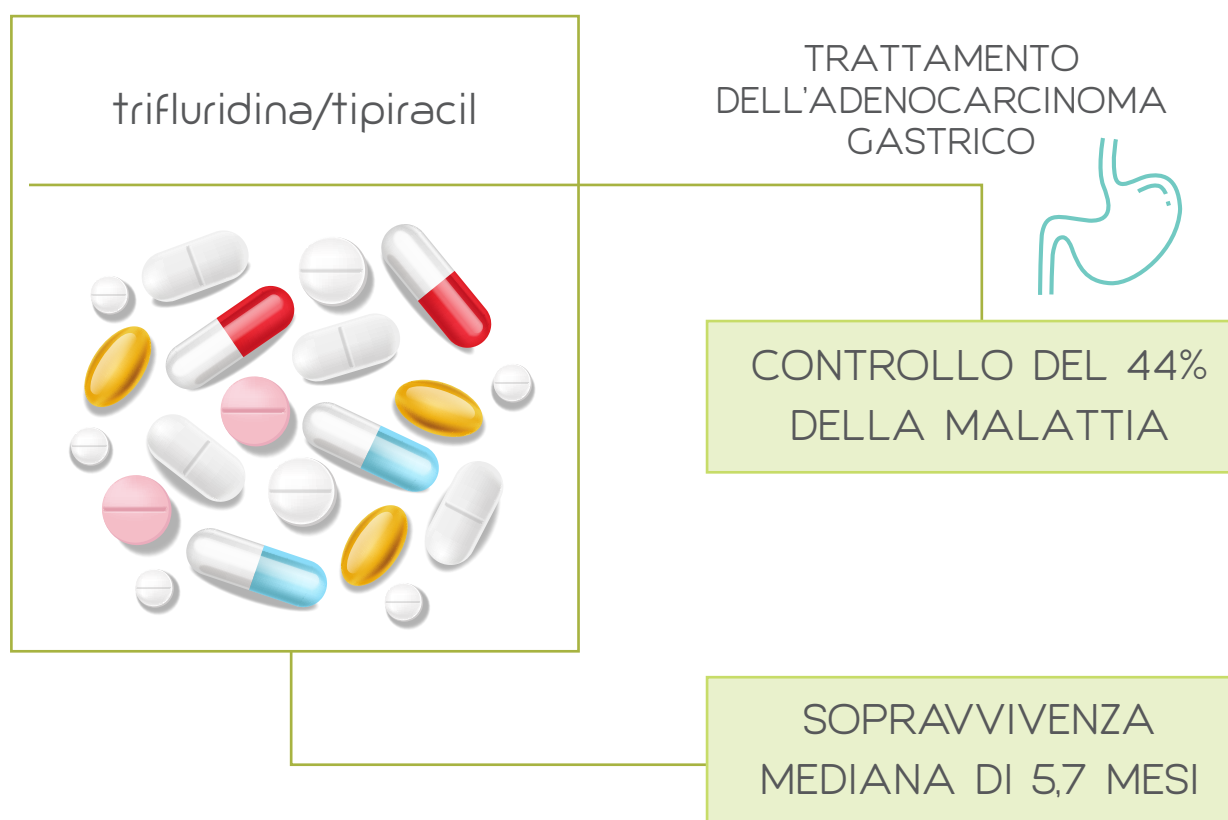 trifluridina/tipiracil
TRATTAMENTO
DELL'ADENOCARCINOMA
GASTRICO
CONTROLLO DEL 44%
DELLA MALATTIA
SOPRAVVIVENZA
MEDIANA DI 5,7 MESI